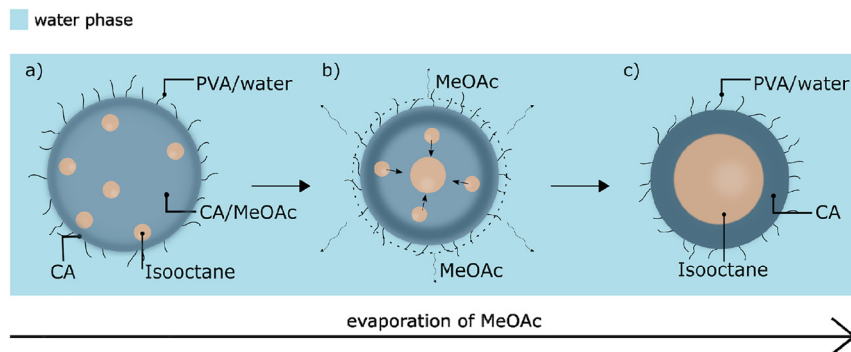 water phase
a)
PVA/water
CA/MeOAc
CA
Isooctane
b)
MeOAc
MeOAc
c)
PVA/water
CA
Isooctane
evaporation of MeOAc